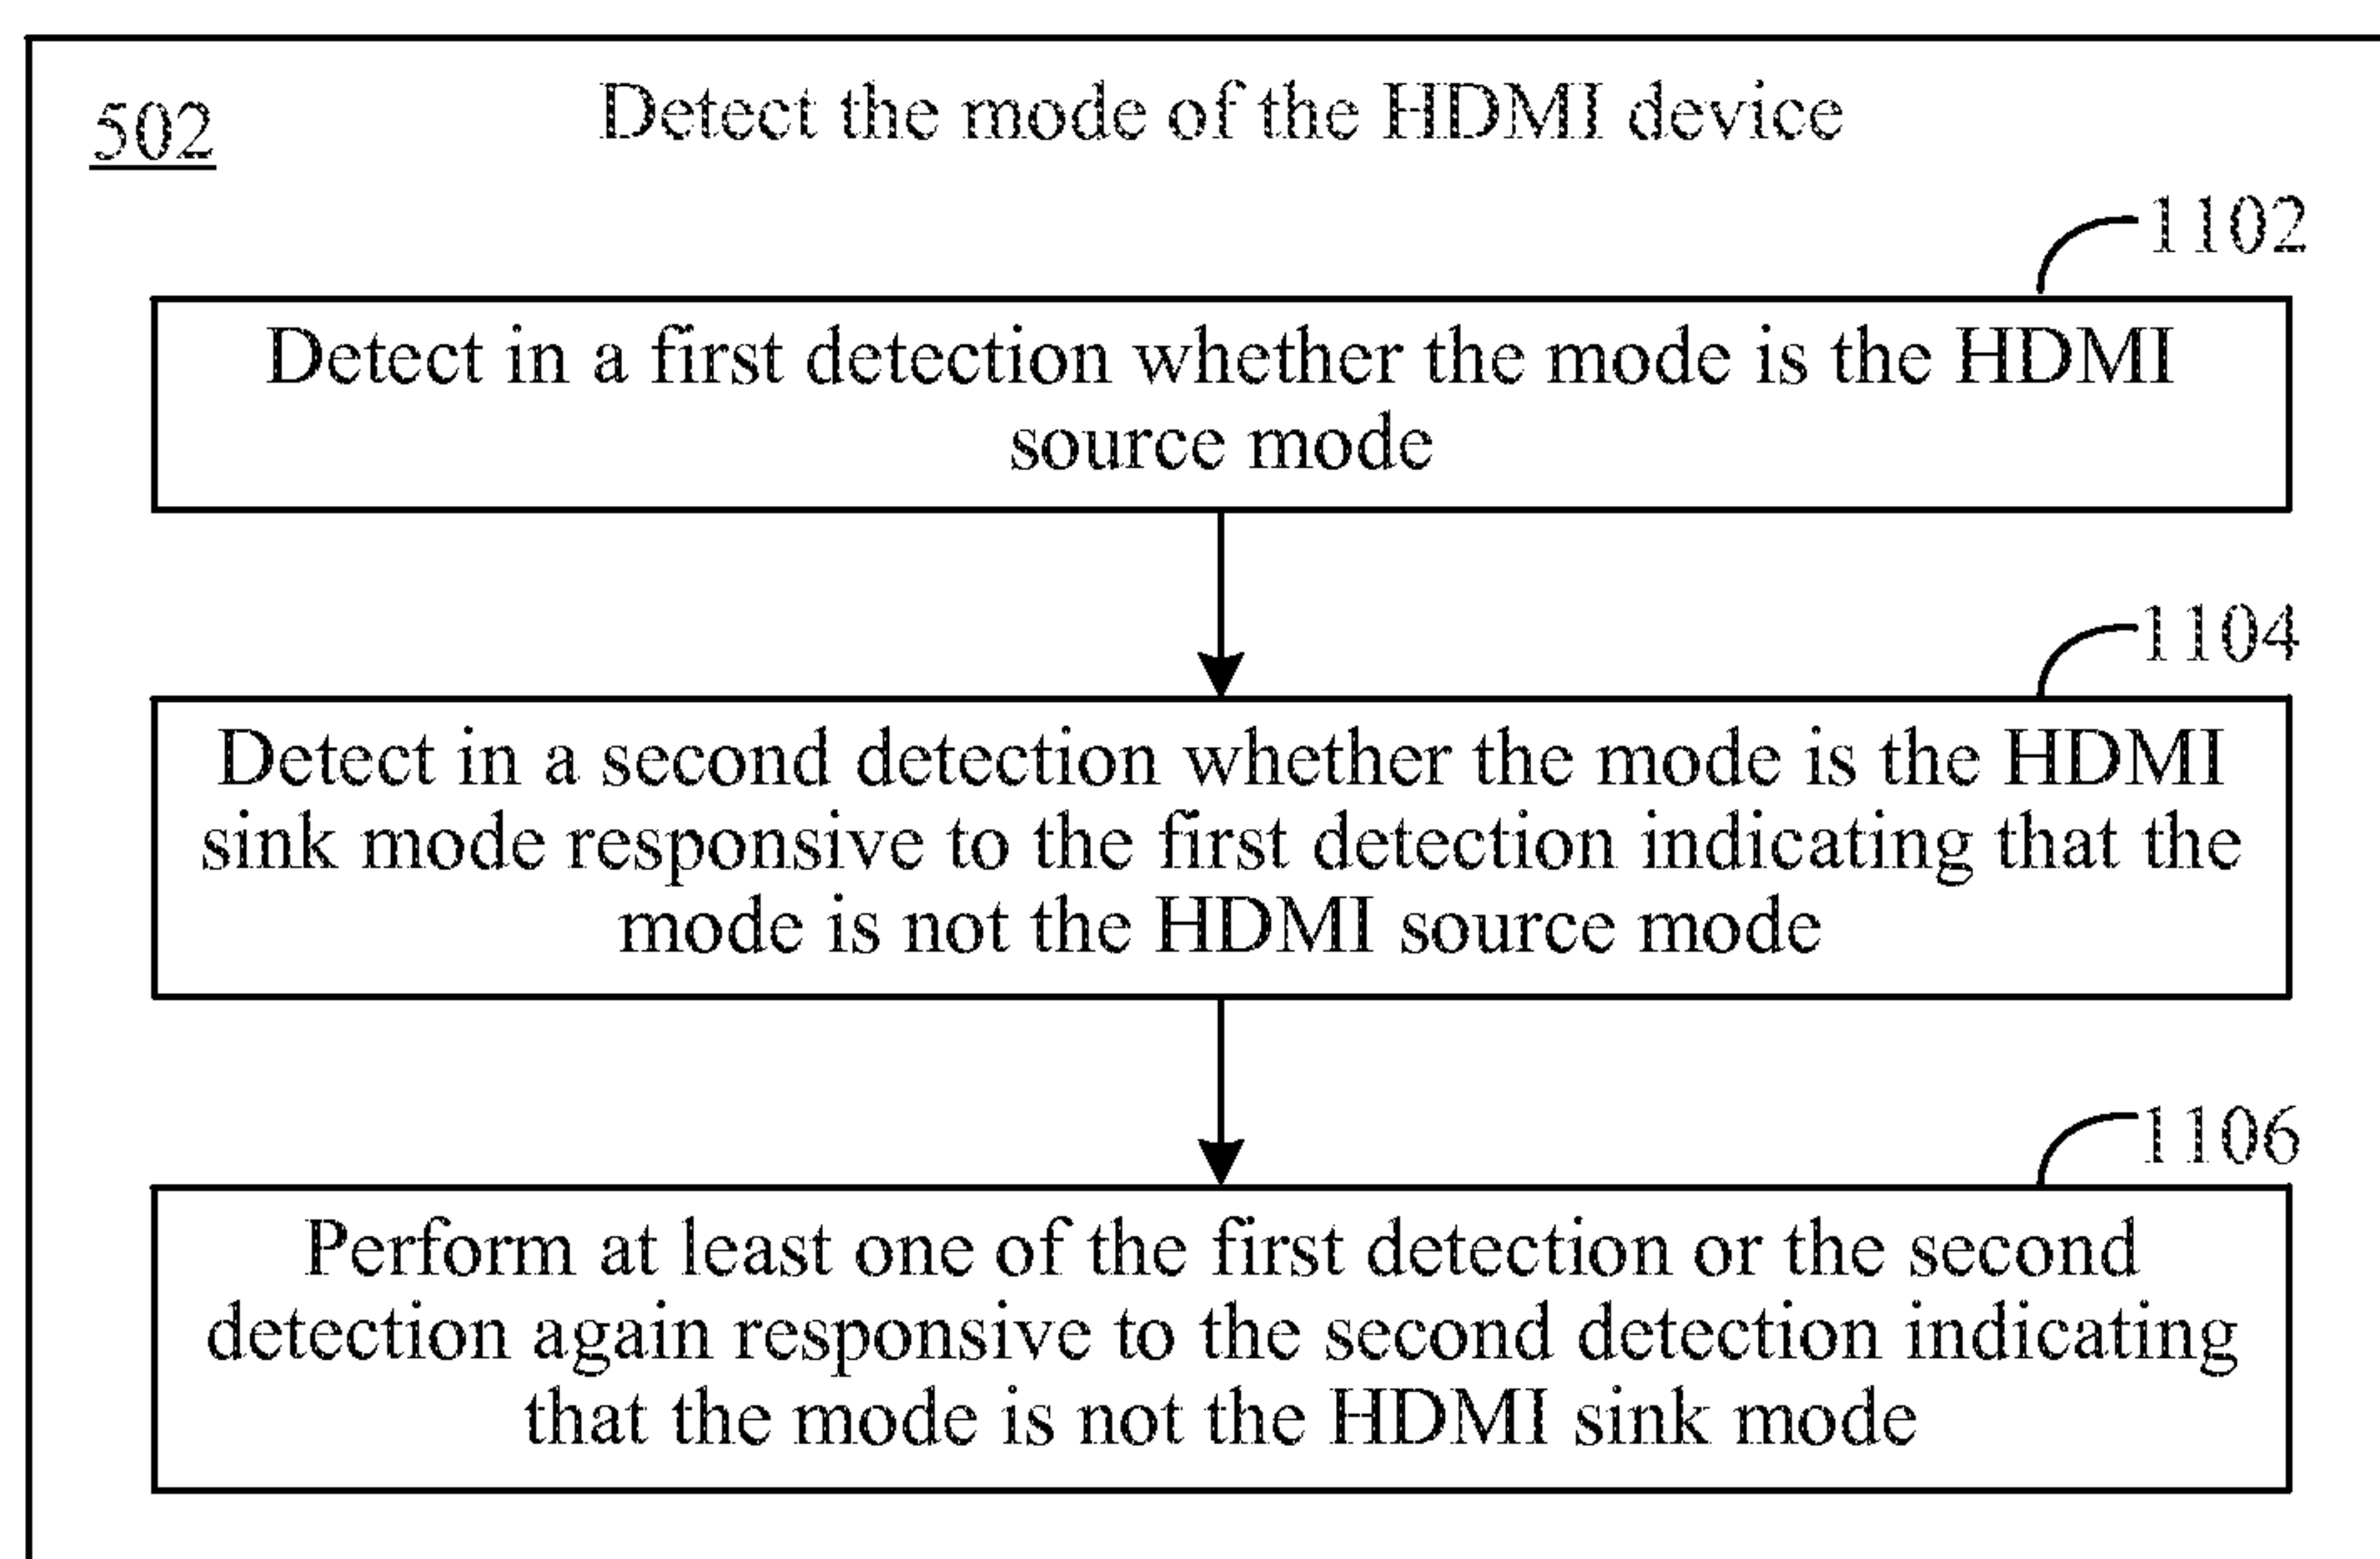 502
Detect the mode of the HDMI device
1102
Detect in a first detection whether the mode is the HDMI
source mode
1104
Detect in a second detection whether the mode is the HDMI
sink mode responsive to the first detection indicating that the
mode is not the HDMI source mode
1106
Perform at least one of the first detection or the second
detection again responsive to the second detection indicating
that the mode is not the HDMI sink mode